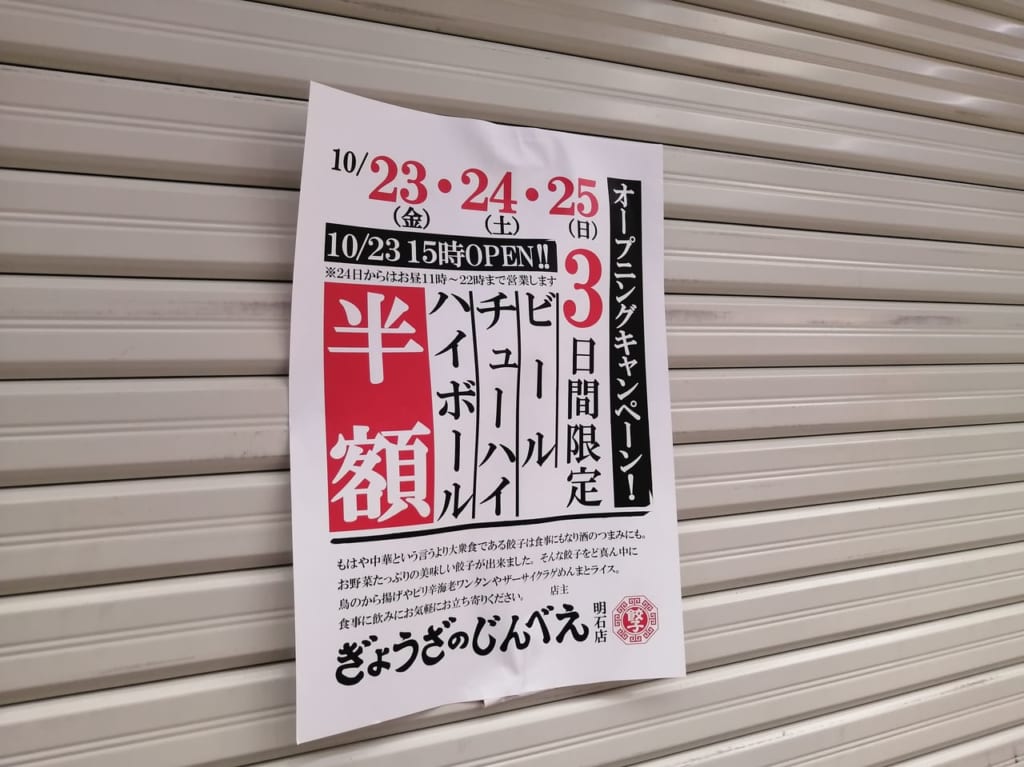 10/23・24・25
(金) (土) (日)
オープニングキャンペーン!
3日間限定
10/23 15時OPEN!!
※24日からはお昼11時〜22時まで営業します
ビール
チューハイ
ハイボール
半額
もはや中華という言うより大衆食である餃子は食事にもなり酒のつまみにも。
お野菜たっぷりの美味しい餃子が出来ました。そんな餃子をど真ん中に
鳥のから揚げやピリ辛海老ワンタンやザーサイクラゲめんまとライス。
食事に飲みにお気軽にお立ち寄りください。 店主
ぎょうざのじんべえ
明石店